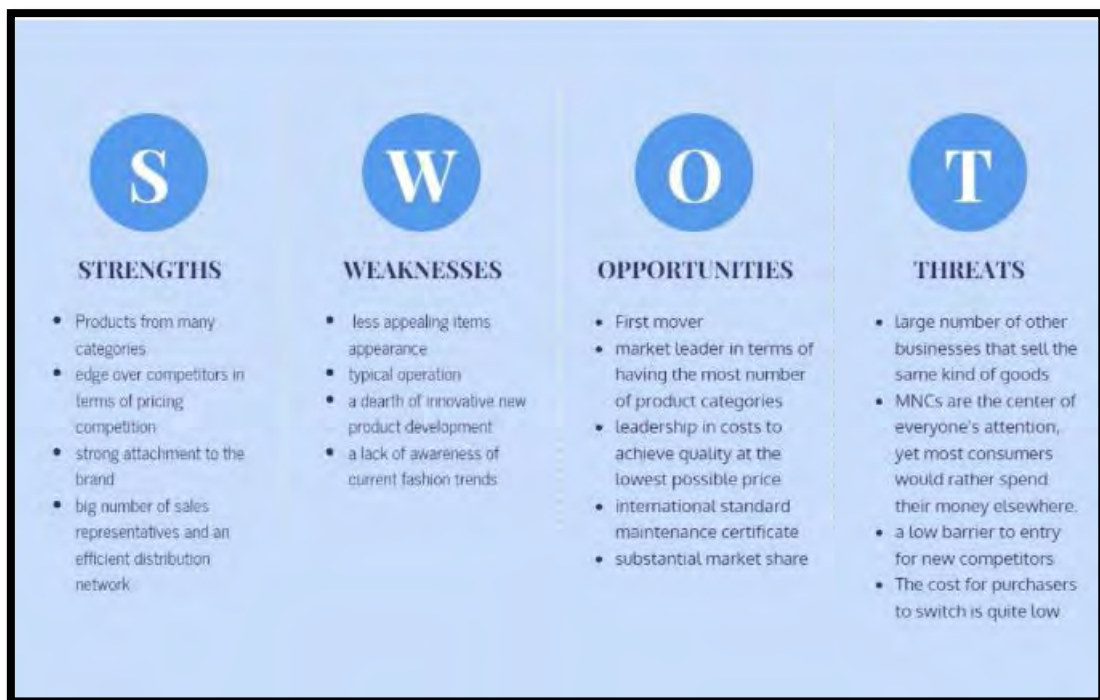 S
STRENGTHS
• Products from many
categories
• edge over competitors in
terms of pricing
competition
• strong attachment to the
brand
• big number of sales
representatives and an
efficient distribution
network
W
WEAKNESSES
• less appealing items
appearance
• typical operation
• a dearth of innovative new
product development
• a lack of awareness of
current fashion trends
O
OPPORTUNITIES
• First mover
• market leader in terms of
having the most number
of product categories
• leadership in costs to
achieve quality at the
lowest possible price
• international standard
maintenance certificate
• substantial market share
T
THREATS
• large number of other
businesses that sell the
same kind of goods
• MNCs are the center of
everyone's attention,
yet most consumers
would rather spend
their money elsewhere.
• a low barrier to entry
for new competitors
• The cost for purchasers
to switch is quite low